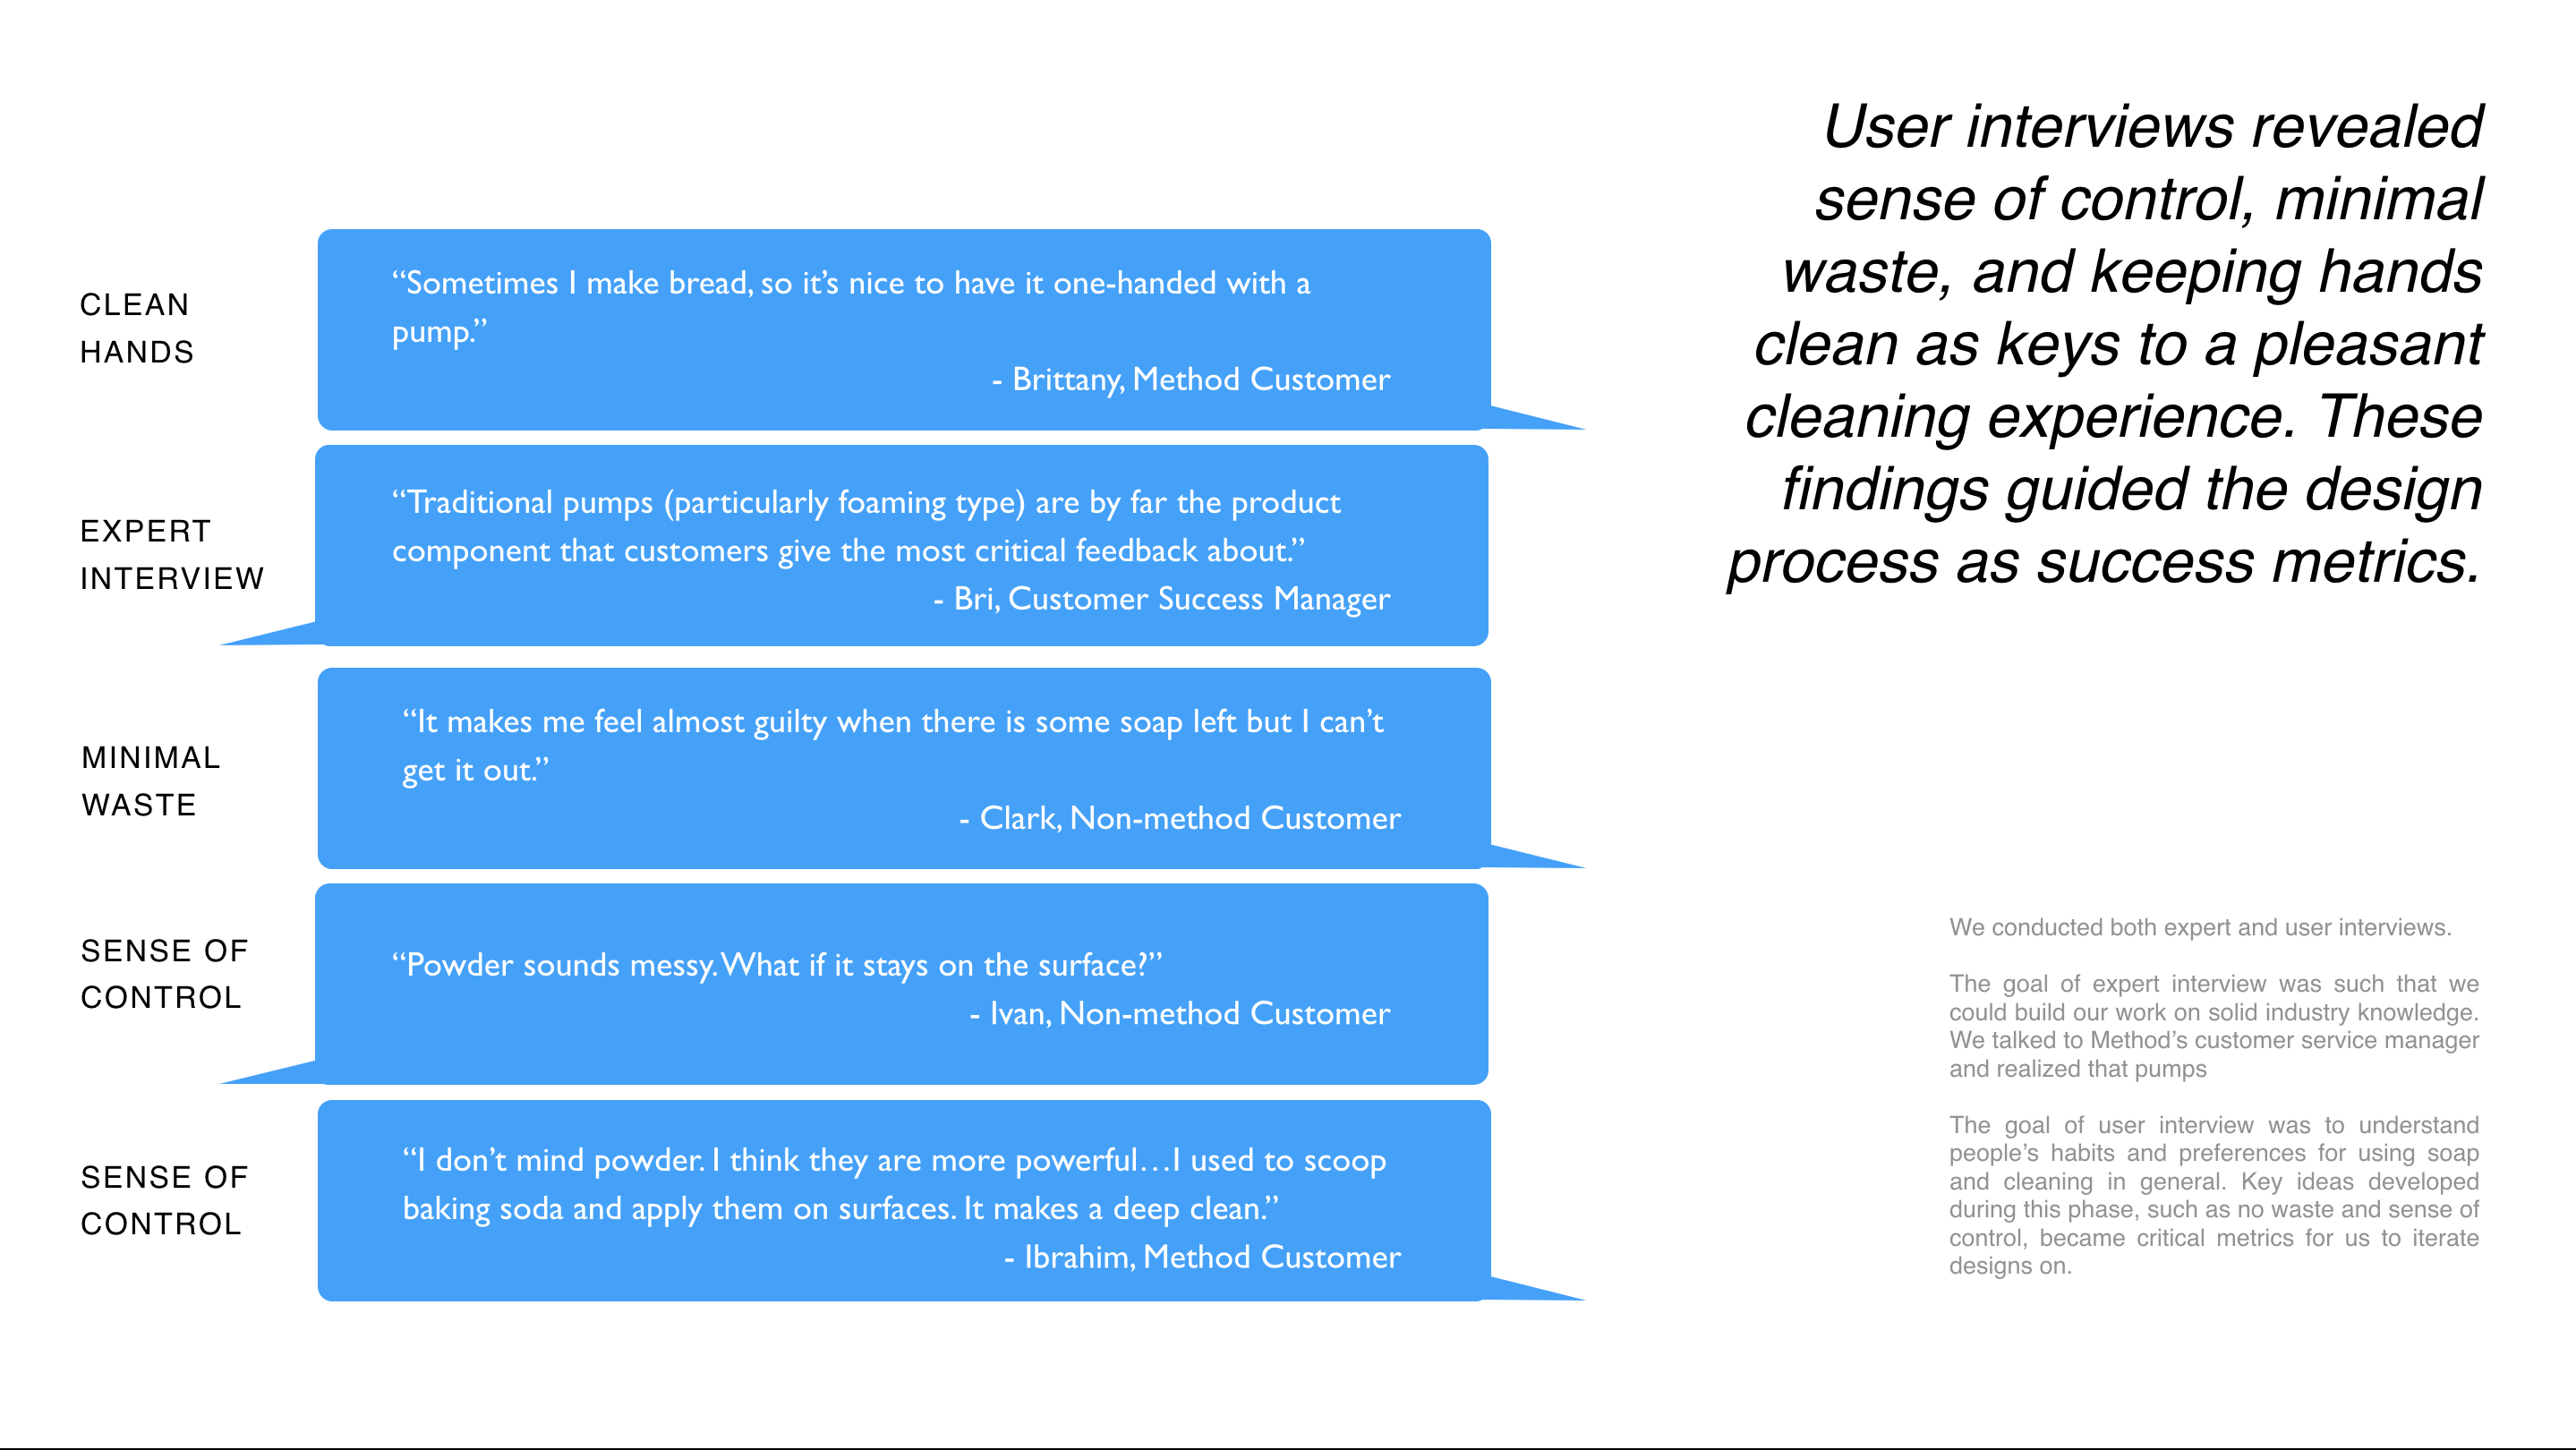 CLEAN
HANDS
“Sometimes I make bread, so it’s nice to have it one-handed with a
pump.”
- Brittany, Method Customer
EXPERT
INTERVIEW
“Traditional pumps (particularly foaming type) are by far the product
component that customers give the most critical feedback about.”
- Bri, Customer Success Manager
MINIMAL
WASTE
“It makes me feel almost guilty when there is some soap left but I can’t
get it out.”
- Clark, Non-method Customer
SENSE OF
CONTROL
“Powder sounds messy. What if it stays on the surface?”
- Ivan, Non-method Customer
SENSE OF
CONTROL
“I don’t mind powder. I think they are more powerful…I used to scoop
baking soda and apply them on surfaces. It makes a deep clean.”
- Ibrahim, Method Customer
User interviews revealed
sense of control, minimal
waste, and keeping hands
clean as keys to a pleasant
cleaning experience. These
findings guided the design
process as success metrics.
We conducted both expert and user interviews.
The goal of expert interview was such that we
could build our work on solid industry knowledge.
We talked to Method’s customer service manager
and realized that pumps
The goal of user interview was to understand
people’s habits and preferences for using soap
and cleaning in general. Key ideas developed
during this phase, such as no waste and sense of
control, became critical metrics for us to iterate
designs on.